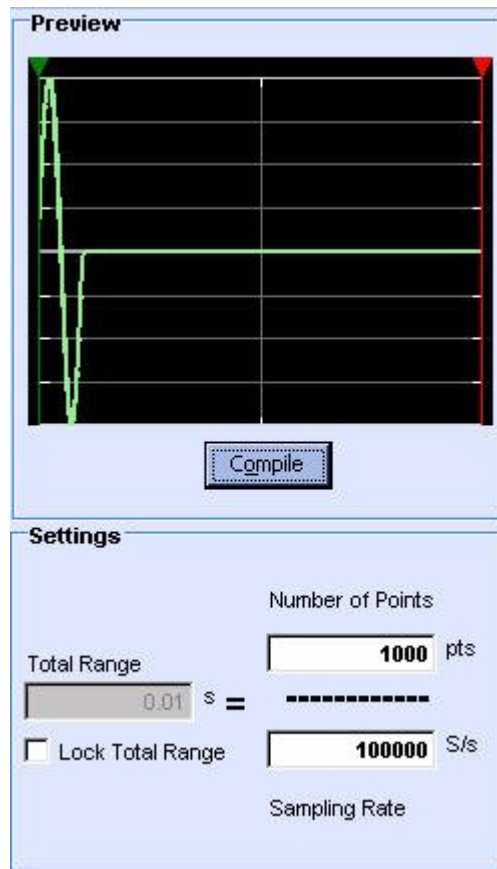 Preview
Compile
Settings
Number of Points
1000 pts
Total Range
0.01 s = ------------
Lock Total Range
100000 S/s
Sampling Rate